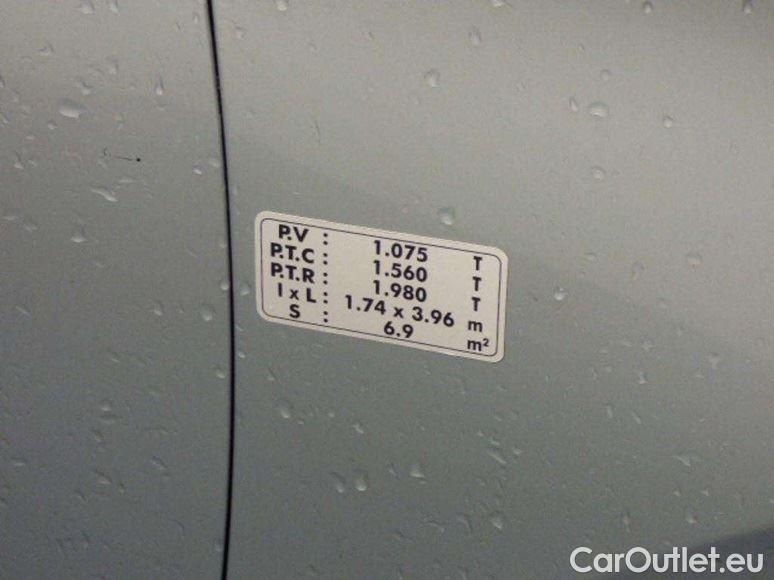 P.V : 1.075 T
P.T.C : 1.560 T
P.T.R : 1.980 T
l x L : 1.74 x 3.96 m
S : 6.9 m²
CarOutlet.eu